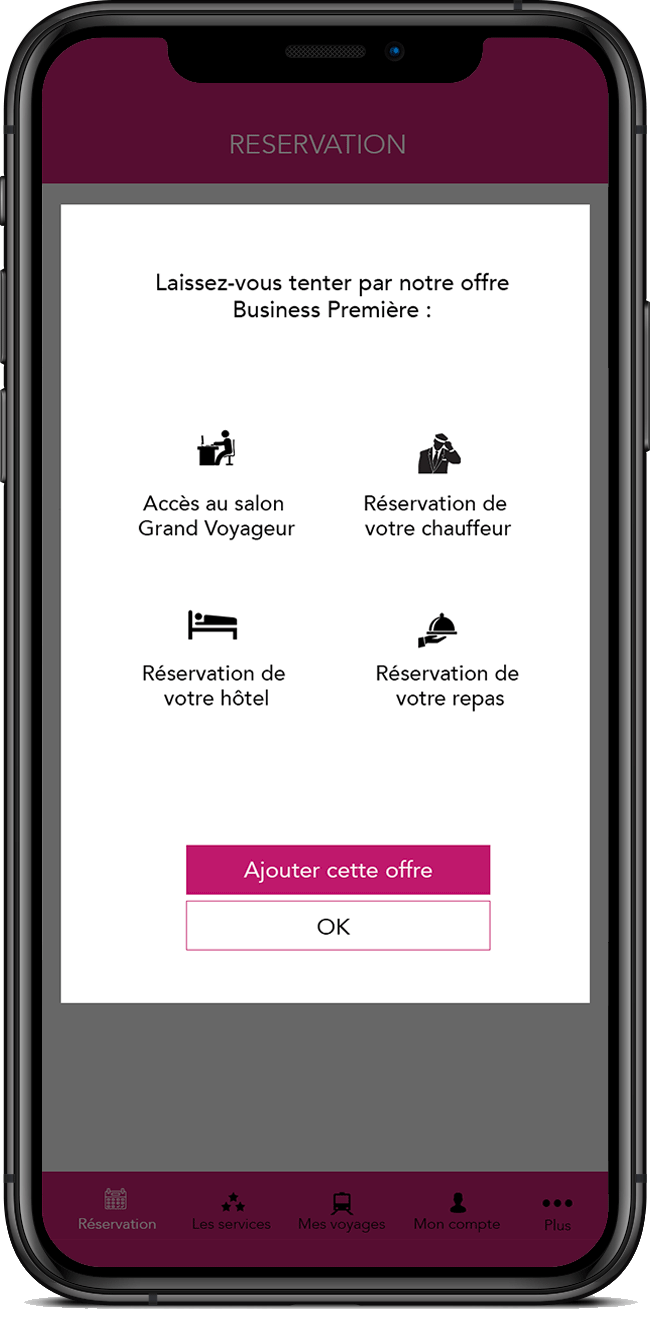 RESERVATION
Laissez-vous tenter par notre offre
Business Première :
Accès au salon
Grand Voyageur
Réservation de
votre chauffeur
Réservation de
votre hôtel
Réservation de
votre repas
Ajouter cette offre
OK
Réservation
Les services
Mes voyages
Mon compte
Plus